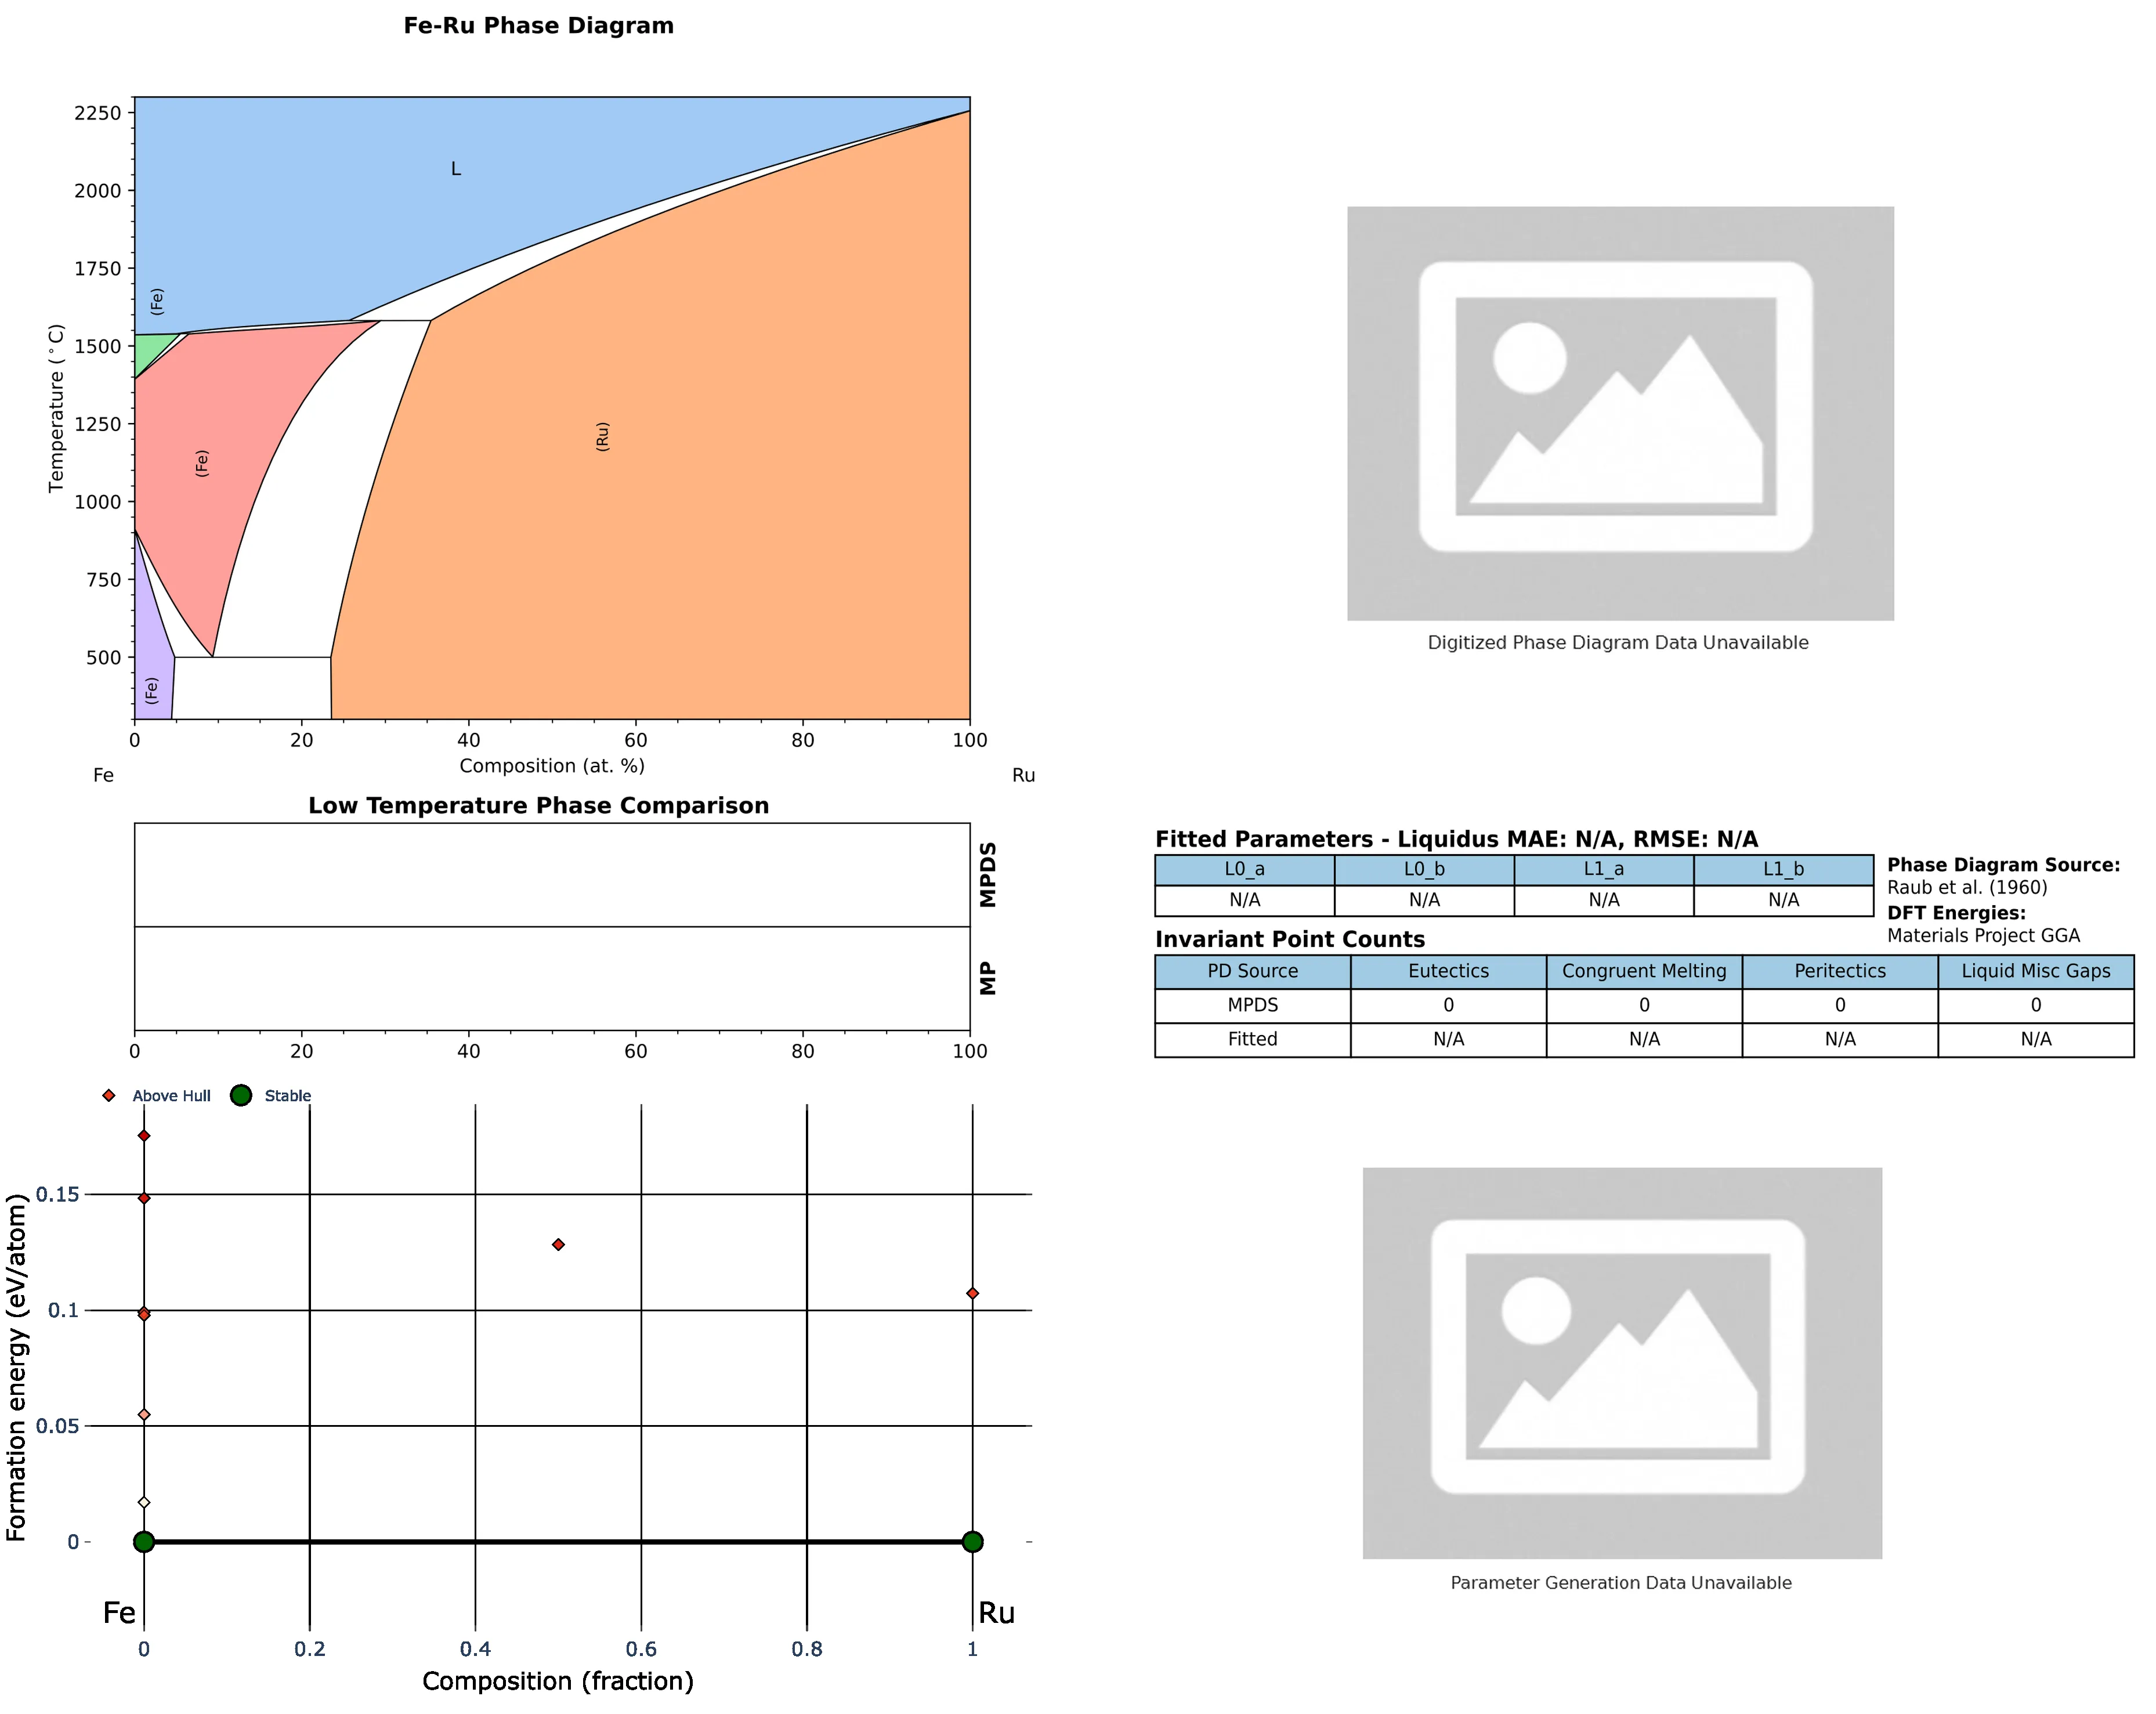 Fe-Ru Phase Diagram
2250
2000
1750
1500
1250
1000
750
500
Temperature (°C)
L
(Fe)
(Fe)
(Fe)
(Ru)
0 20 40 60 80 100
Composition (at. %)
Fe Ru
Digitized Phase Diagram Data Unavailable
Low Temperature Phase Comparison
MPDS
MP
0 20 40 60 80 100
Fitted Parameters - Liquidus MAE: N/A, RMSE: N/A
L0_a L0_b L1_a L1_b
N/A N/A N/A N/A
Phase Diagram Source:
Raub et al. (1960)
DFT Energies:
Materials Project GGA
Invariant Point Counts
PD Source Eutectics Congruent Melting Peritectics Liquid Misc Gaps
MPDS 0 0 0 0
Fitted N/A N/A N/A N/A
Above Hull Stable
0.15
0.1
0.05
0
Formation energy (eV/atom)
Fe Ru
0 0.2 0.4 0.6 0.8 1
Composition (fraction)
Parameter Generation Data Unavailable